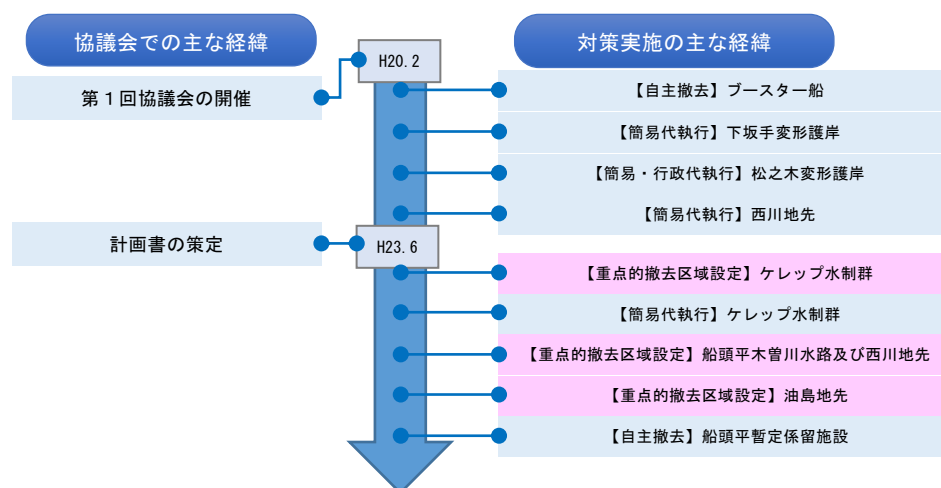 協議会での主な経緯
対策実施の主な経緯
H20.2
第１回協議会の開催
【自主撤去】ブースター船
【簡易代執行】下坂手変形護岸
【簡易・行政代執行】松之木変形護岸
【簡易代執行】西川地先
計画書の策定
H23.6
【重点的撤去区域設定】ケレップ水制群
【簡易代執行】ケレップ水制群
【重点的撤去区域設定】船頭平木曽川水路及び西川地先
【重点的撤去区域設定】油島地先
【自主撤去】船頭平暫定係留施設